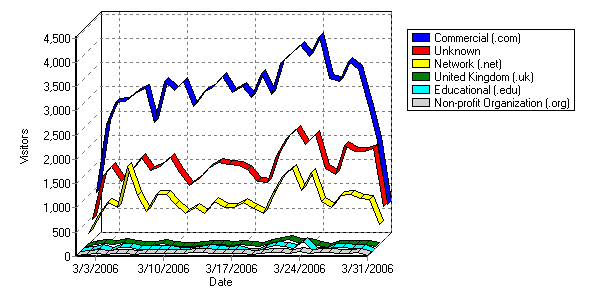 4,500
4,000
3,500
3,000
2,500
2,000
1,500
1,000
500
0
Visitors
3/3/2006 3/10/2006 3/17/2006 3/24/2006 3/31/2006
Date
Commercial (.com)
Unknown
Network (.net)
United Kingdom (.uk)
Educational (.edu)
Non-profit Organization (.org)